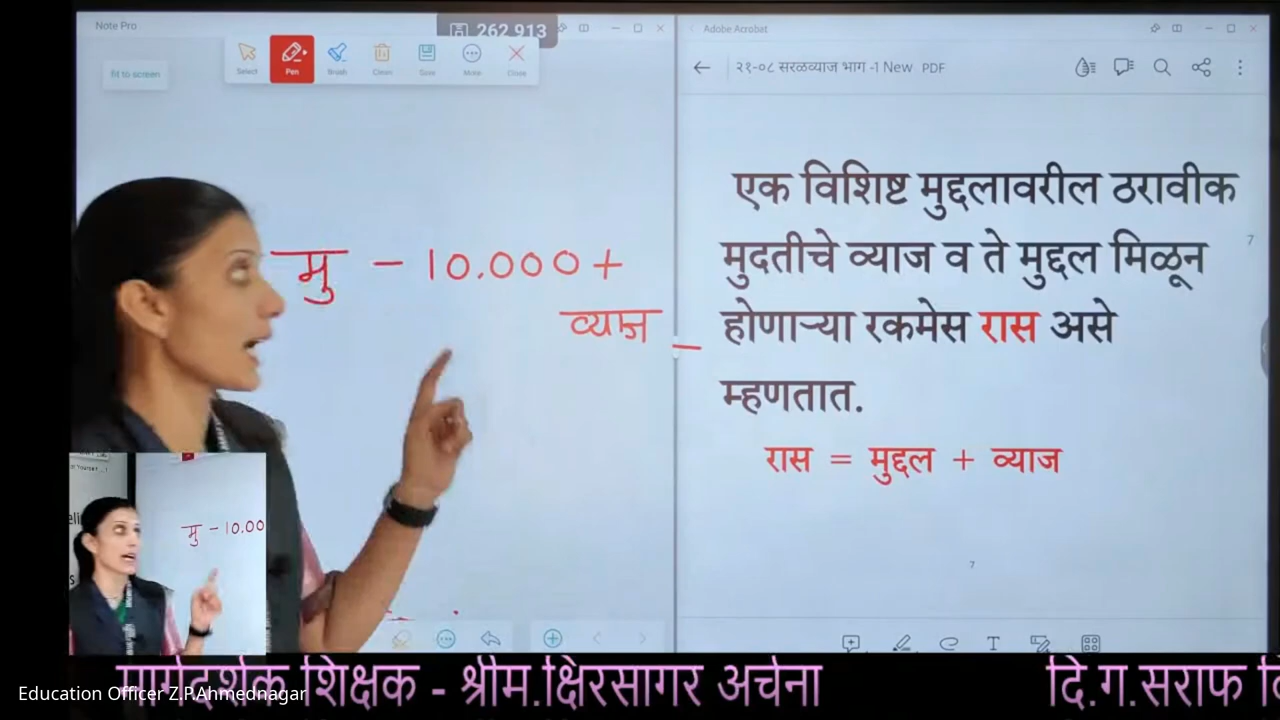 Note Pro
262 913
Select Pen Brush Clean Save More Close
fit to screen
मु - 10.000 +
व्याज
Adobe Acrobat
२१-०८ सरळव्याज भाग -1 New PDF
एक विशिष्ट मुद्दलावरील ठरावीक
मुदतीचे व्याज व ते मुद्दल मिळून
होणाऱ्या रकमेस रास असे
म्हणतात.
रास = मुद्दल + व्याज
7
7
मु - 10.00
मार्गदर्शक शिक्षक - श्रीम.क्षिरसागर अर्चना
दि.ग.सराफ वि
Education Officer Z.P.Ahmednagar